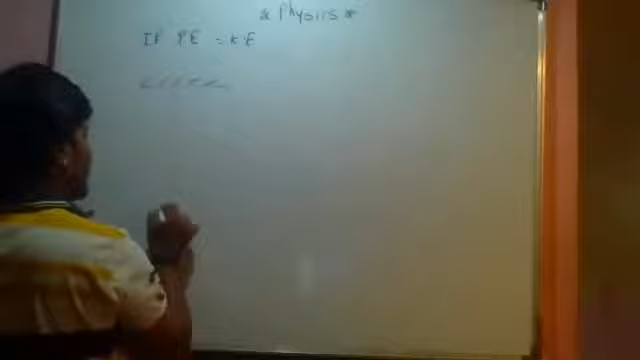 * Physics *
If PE = KE